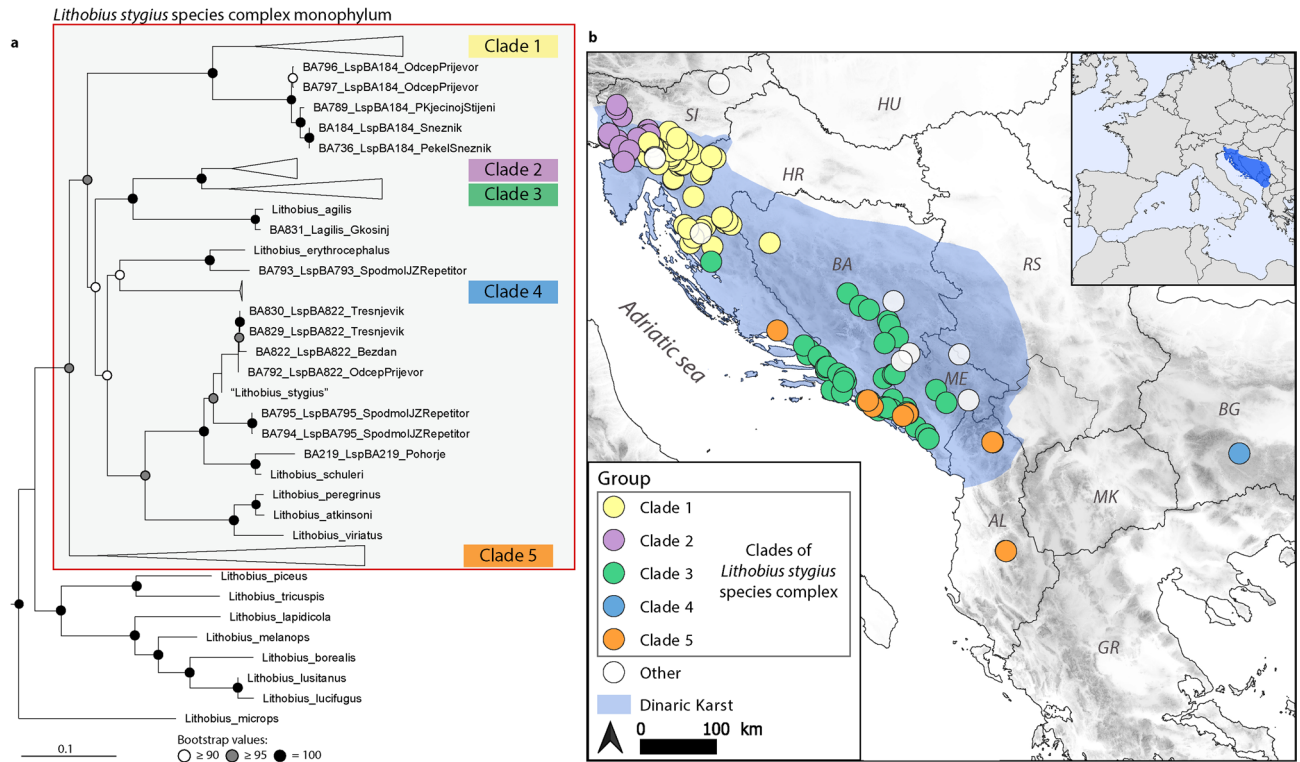 Lithobius stygius species complex monophylum
a
Clade 1
BA796_LspBA184_OdcepPrijevor
BA797_LspBA184_OdcepPrijevor
BA789_LspBA184_PKjecinojStijeni
BA184_LspBA184_Sneznik
BA736_LspBA184_PekelSneznik
Clade 2
Clade 3
Lithobius_agilis
BA831_Lagilis_Gkosinj
Lithobius_erythrocephalus
BA793_LspBA793_SpodmolJZRepetitor
Clade 4
BA830_LspBA822_Tresnjevik
BA829_LspBA822_Tresnjevik
BA822_LspBA822_Bezdan
BA792_LspBA822_OdcepPrijevor
"Lithobius_stygius"
BA795_LspBA795_SpodmolJZRepetitor
BA794_LspBA795_SpodmolJZRepetitor
BA219_LspBA219_Pohorje
Lithobius_schuleri
Lithobius_peregrinus
Lithobius_atkinsoni
Lithobius_viriatus
Clade 5
Lithobius_piceus
Lithobius_tricuspis
Lithobius_lapidicola
Lithobius_melanops
Lithobius_borealis
Lithobius_lusitanus
Lithobius_lucifugus
Lithobius_microps
0.1
Bootstrap values:
≥ 90 ≥ 95 = 100
b
HU
SI
HR
BA
RS
Adriatic sea
ME
BG
MK
AL
GR
Group
Clade 1
Clade 2
Clade 3
Clade 4
Clade 5
Clades of
Lithobius stygius
species complex
Other
Dinaric Karst
0 100 km